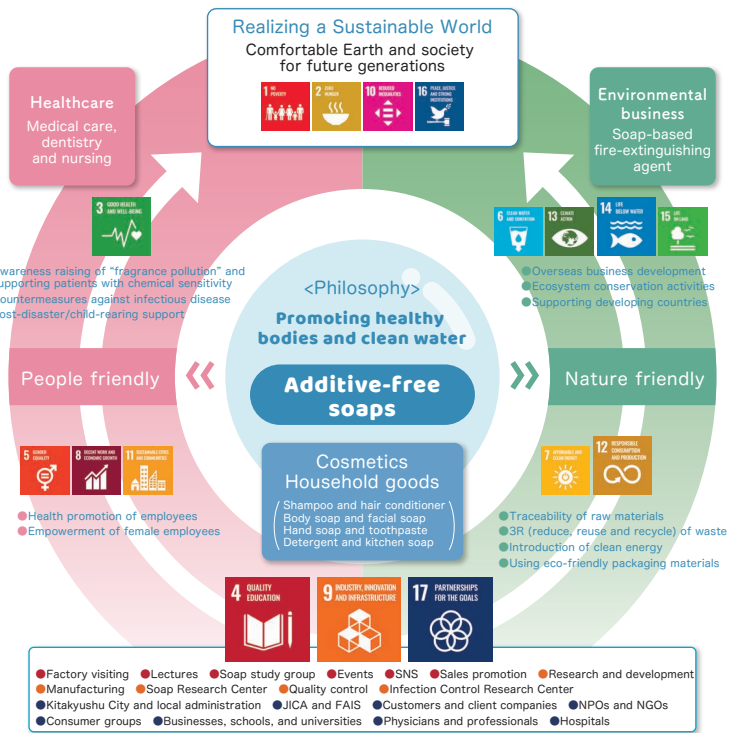 Realizing a Sustainable World
Comfortable Earth and society
for future generations
1 NO POVERTY
2 ZERO HUNGER
10 REDUCED INEQUALITIES
16 PEACE, JUSTICE AND STRONG INSTITUTIONS
Healthcare
Medical care,
dentistry
and nursing
Environmental
business
Soap-based
fire-extinguishing
agent
3 GOOD HEALTH AND WELL-BEING
6 CLEAN WATER AND SANITATION
13 CLIMATE ACTION
14 LIFE BELOW WATER
15 LIFE ON LAND
wareness raising of "fragrance pollution" and
upporting patients with chemical sensitivity
ountermeasures against infectious disease
ost-disaster/child-rearing support
●Overseas business development
●Ecosystem conservation activities
●Supporting developing countries
<Philosophy>
Promoting healthy
bodies and clean water
Additive-free
soaps
People friendly
Nature friendly
Cosmetics
Household goods
Shampoo and hair conditioner
Body soap and facial soap
Hand soap and toothpaste
Detergent and kitchen soap
5 GENDER EQUALITY
8 DECENT WORK AND ECONOMIC GROWTH
11 SUSTAINABLE CITIES AND COMMUNITIES
●Health promotion of employees
●Empowerment of female employees
7 AFFORDABLE AND CLEAN ENERGY
12 RESPONSIBLE CONSUMPTION AND PRODUCTION
●Traceability of raw materials
●3R (reduce, reuse and recycle) of waste
●Introduction of clean energy
●Using eco-friendly packaging materials
4 QUALITY EDUCATION
9 INDUSTRY, INNOVATION AND INFRASTRUCTURE
17 PARTNERSHIPS FOR THE GOALS
●Factory visiting ●Lectures ●Soap study group ●Events ●SNS ●Sales promotion ●Research and development
●Manufacturing ●Soap Research Center ●Quality control ●Infection Control Research Center
●Kitakyushu City and local administration ●JICA and FAIS ●Customers and client companies ●NPOs and NGOs
●Consumer groups ●Businesses, schools, and universities ●Physicians and professionals ●Hospitals